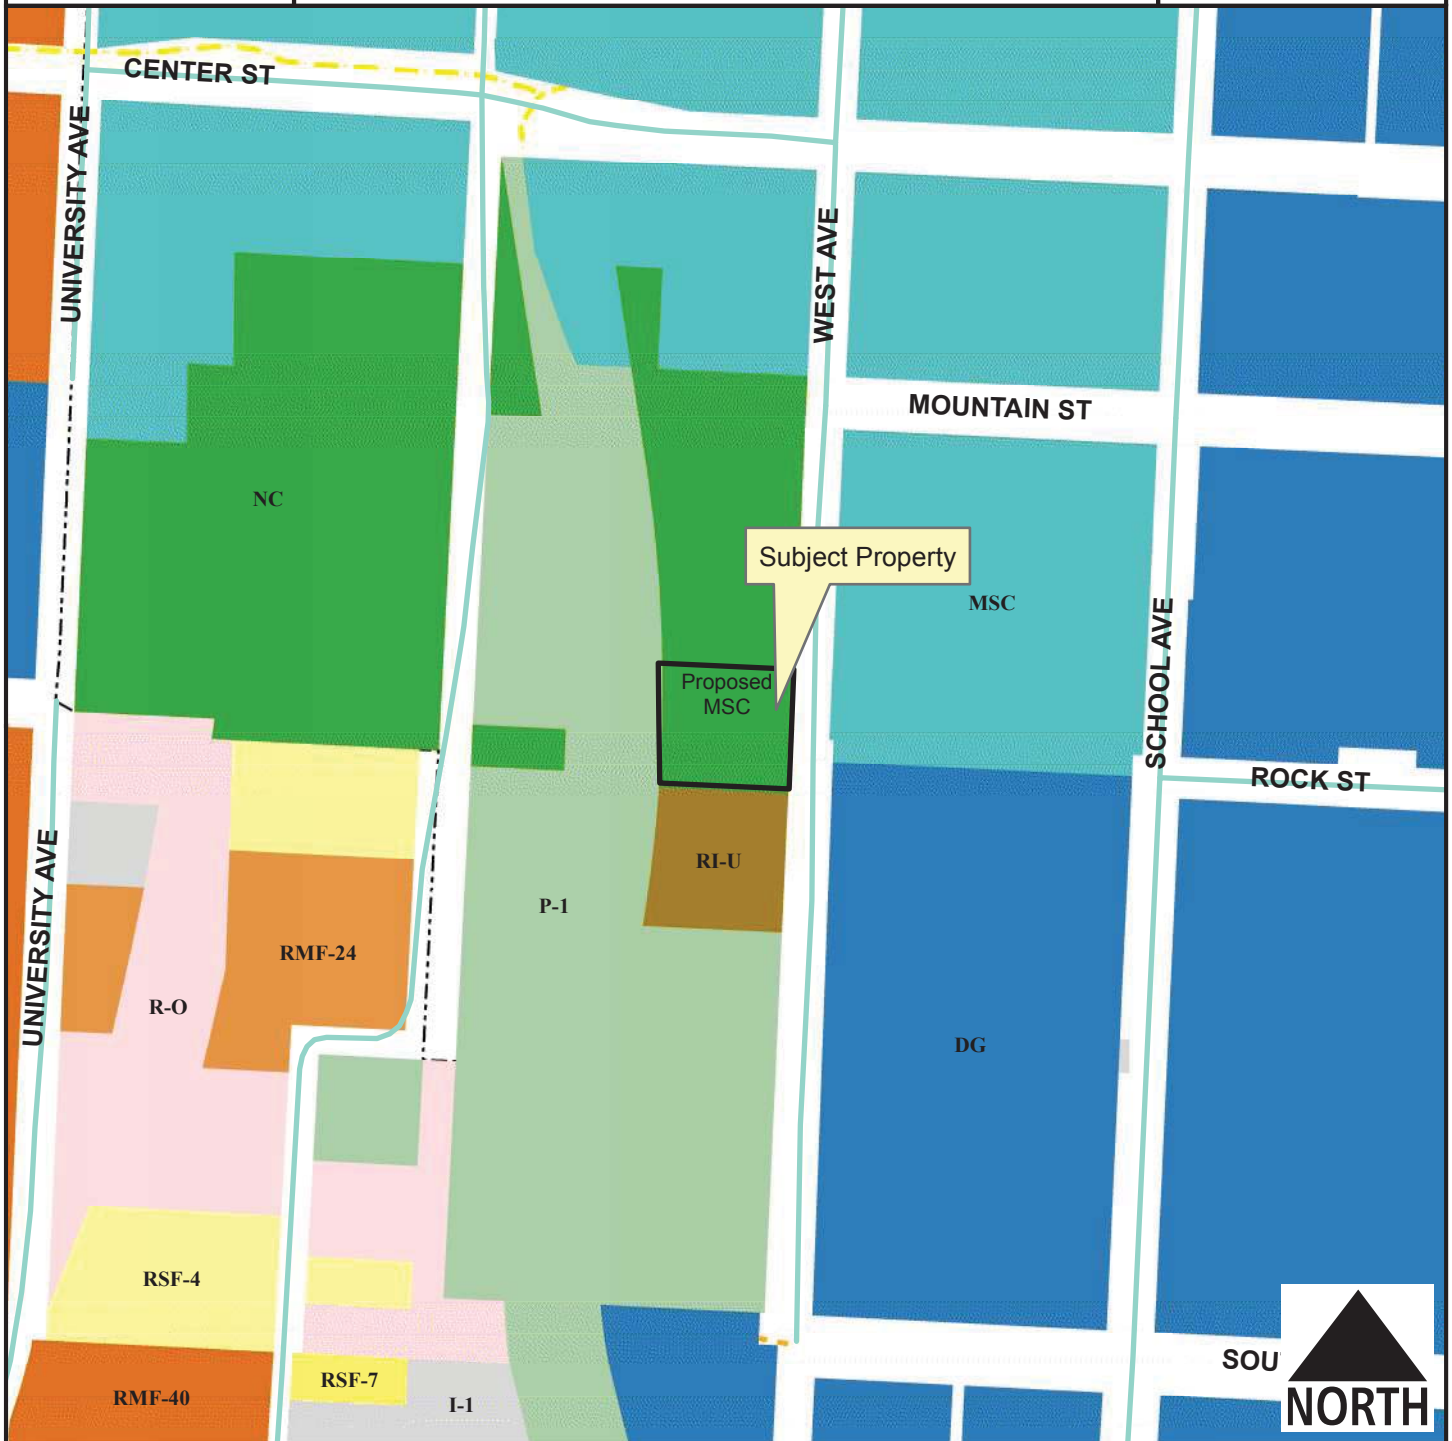 CENTER ST
UNIVERSITY AVE
WEST AVE
MOUNTAIN ST
NC
Subject Property
MSC
SCHOOL AVE
Proposed
MSC
ROCK ST
UNIVERSITY AVE
RI-U
P-1
RMF-24
R-O
DG
RSF-4
RSF-7
RMF-40
I-1
SOU
NORTH